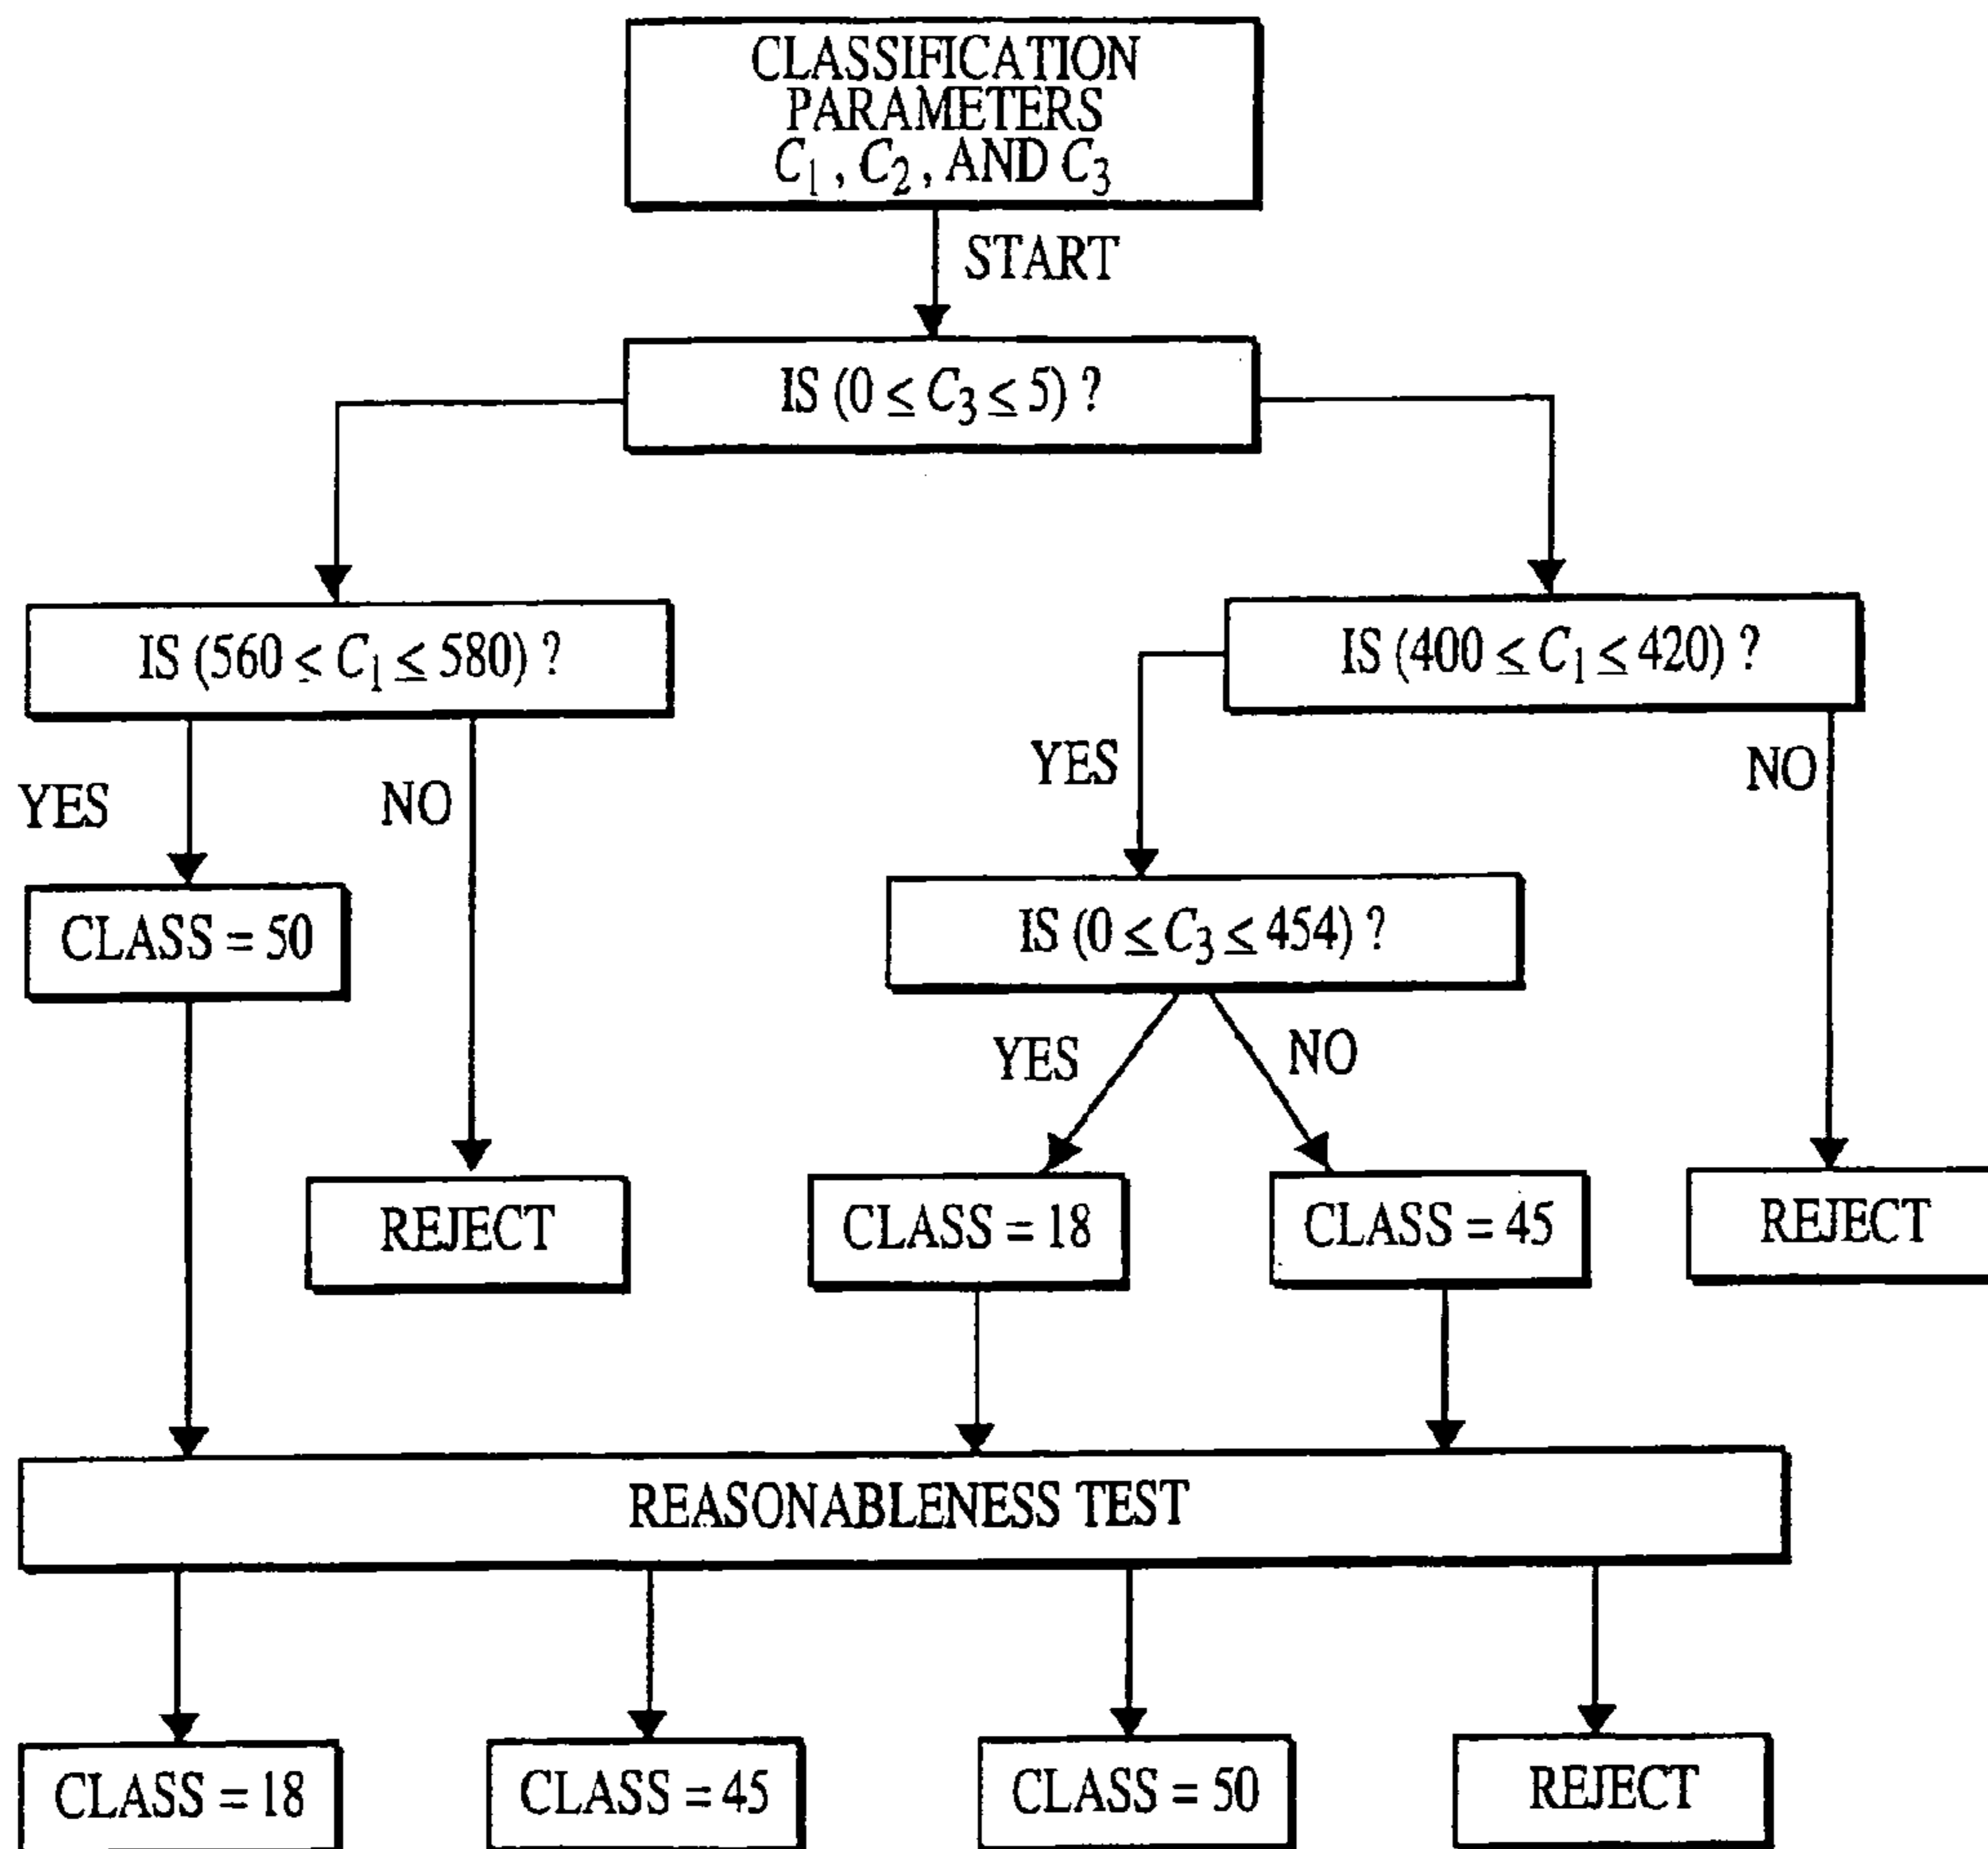 CLASSIFICATION
PARAMETERS
C₁, C₂, AND C₃
START
IS (0 ≤ C₃ ≤ 5) ?
IS (560 ≤ C₁ ≤ 580) ?
IS (400 ≤ C₁ ≤ 420) ?
YES
NO
YES
NO
CLASS = 50
IS (0 ≤ C₃ ≤ 454) ?
YES
NO
REJECT
CLASS = 18
CLASS = 45
REJECT
REASONABLENESS TEST
CLASS = 18
CLASS = 45
CLASS = 50
REJECT